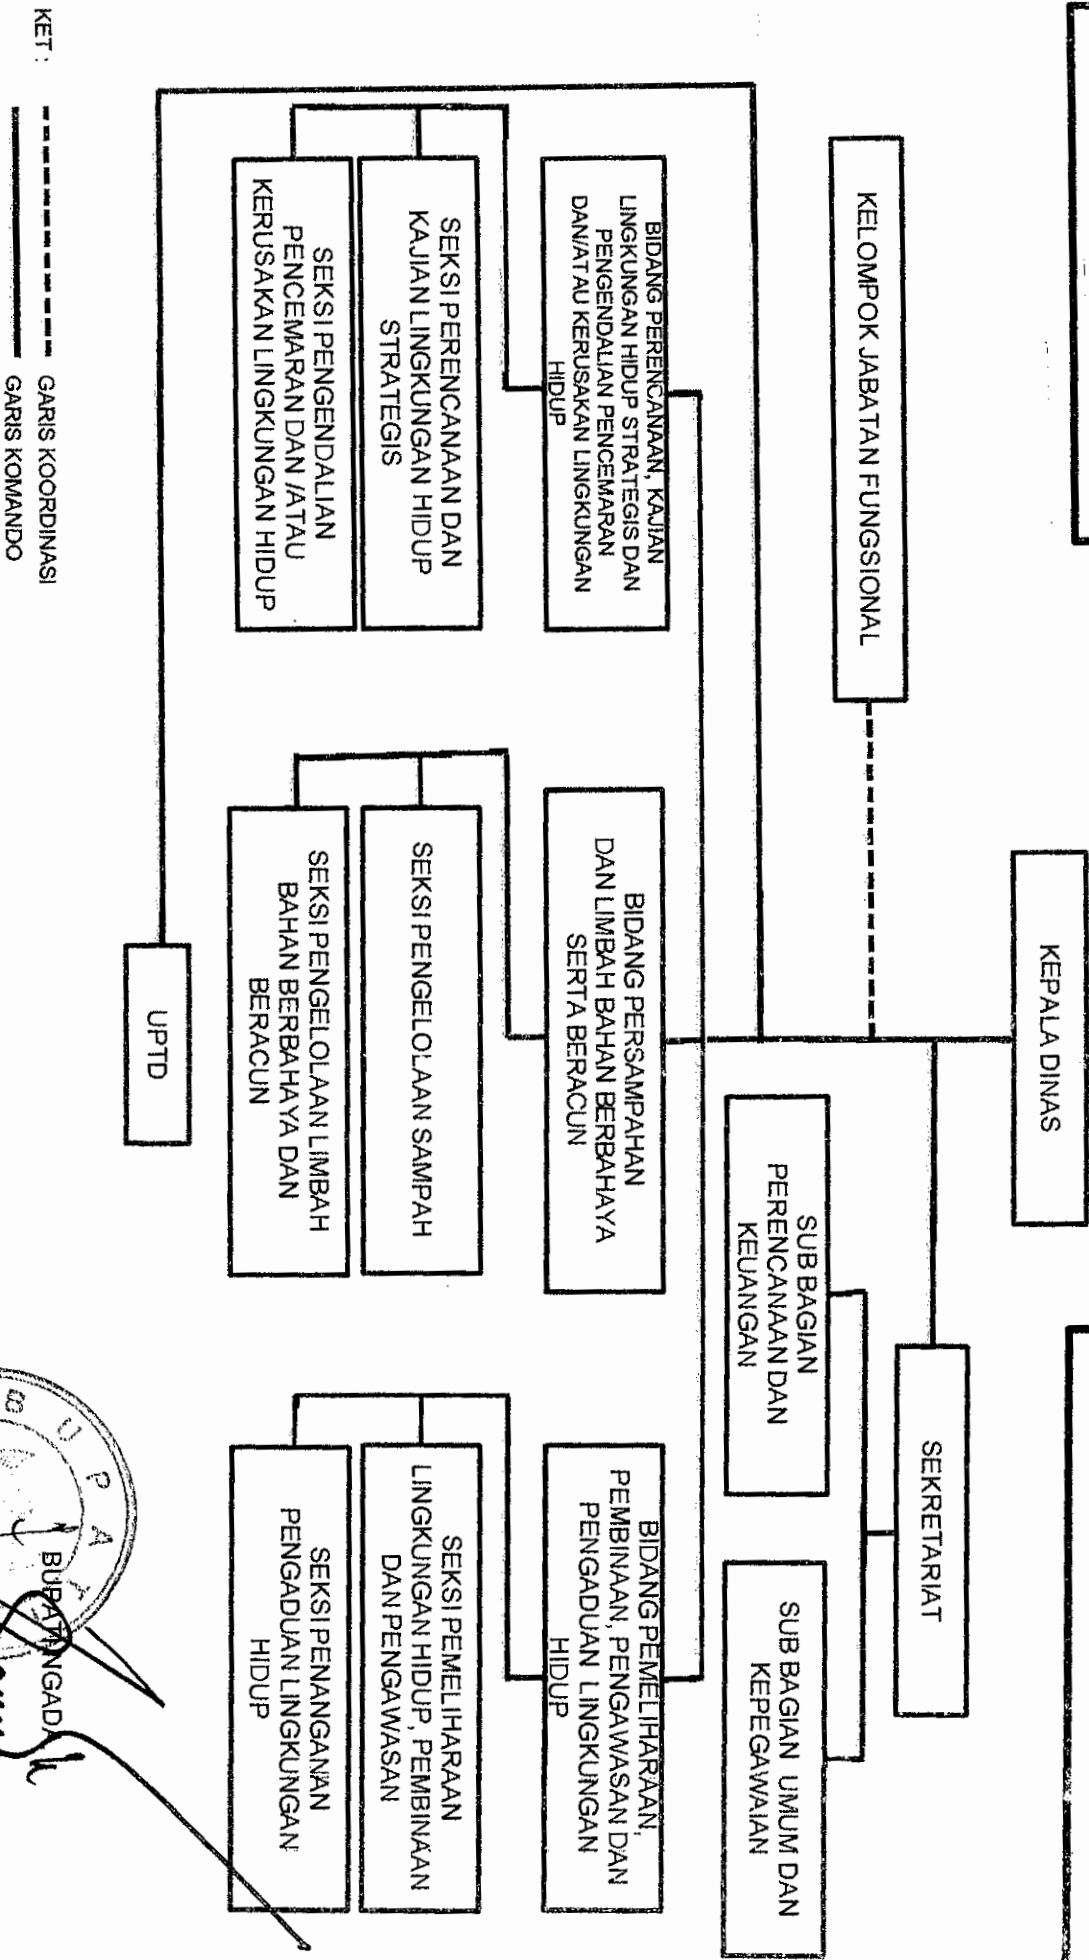 KEPALA DINAS
SEKRETARIAT
KELOMPOK JABATAN FUNGSIONAL
SUB BAGIAN
PERENCANAAN DAN
KEUANGAN
SUB BAGIAN UMUM DAN
KEPEGAWAIAN
BIDANG PERENCANAAN, KAJIAN
LINGKUNGAN HIDUP STRATEGIS DAN
PENGENDALIAN PENCEMARAN
DAN/ATAU KERUSAKAN LINGKUNGAN
HIDUP
BIDANG PERSAMPAHAN
DAN LIMBAH BAHAN BERBAHAYA
SERTA BERACUN
BIDANG PEMELIHARAAN,
PEMBINAAN, PENGAWASAN DAN
PENGADUAN LINGKUNGAN
HIDUP
SEKSI PERENCANAAN DAN
KAJIAN LINGKUNGAN HIDUP
STRATEGIS
SEKSI PENGELOLAAN SAMPAH
SEKSI PEMELIHARAAN
LINGKUNGAN HIDUP, PEMBINAAN
DAN PENGAWASAN
SEKSI PENGENDALIAN
PENCEMARAN DAN /ATAU
KERUSAKAN LINGKUNGAN HIDUP
SEKSI PENGELOLAAN LIMBAH
BAHAN BERBAHAYA DAN
BERACUN
SEKSI PENANGANAN
PENGADUAN LINGKUNGAN
HIDUP
UPTD
KET :
GARIS KOORDINASI
GARIS KOMANDO
BUPATI NGADA
BUPATI